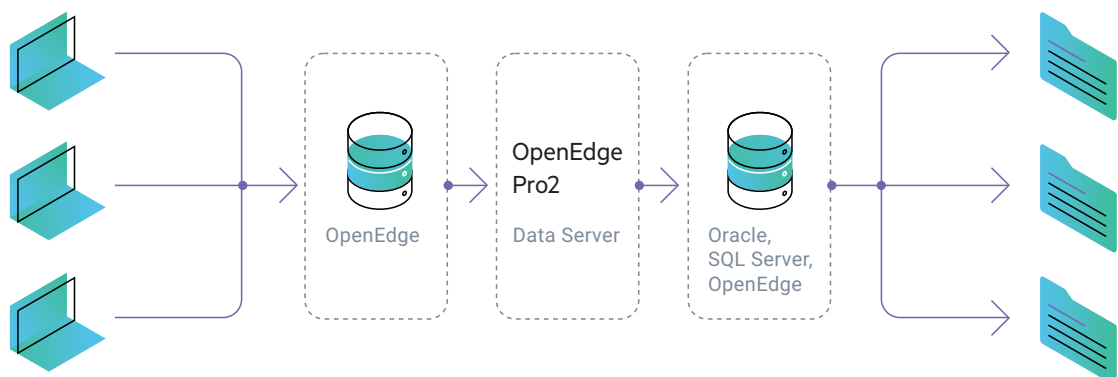 OpenEdge
OpenEdge
Pro2
Data Server
Oracle,
SQL Server,
OpenEdge